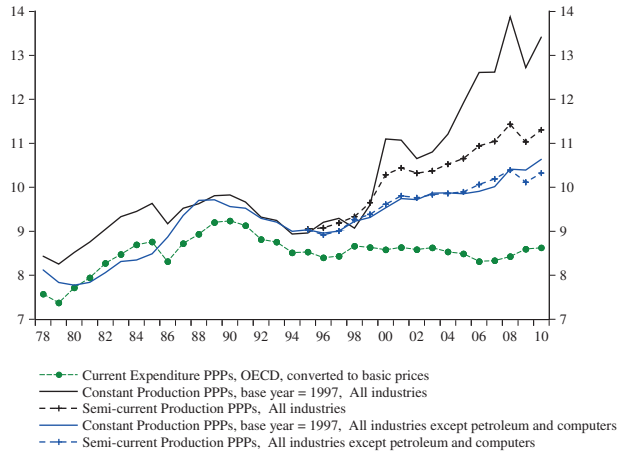 14 14
13 13
12 12
11 11
10 10
9 9
8 8
7 7
78 80 82 84 86 88 90 92 94 96 98 00 02 04 06 08 10
Current Expenditure PPPs, OECD, converted to basic prices
Constant Production PPPs, base year = 1997, All industries
Semi-current Production PPPs, All industries
Constant Production PPPs, base year = 1997, All industries except petroleum and computers
Semi-current Production PPPs, All industries except petroleum and computers